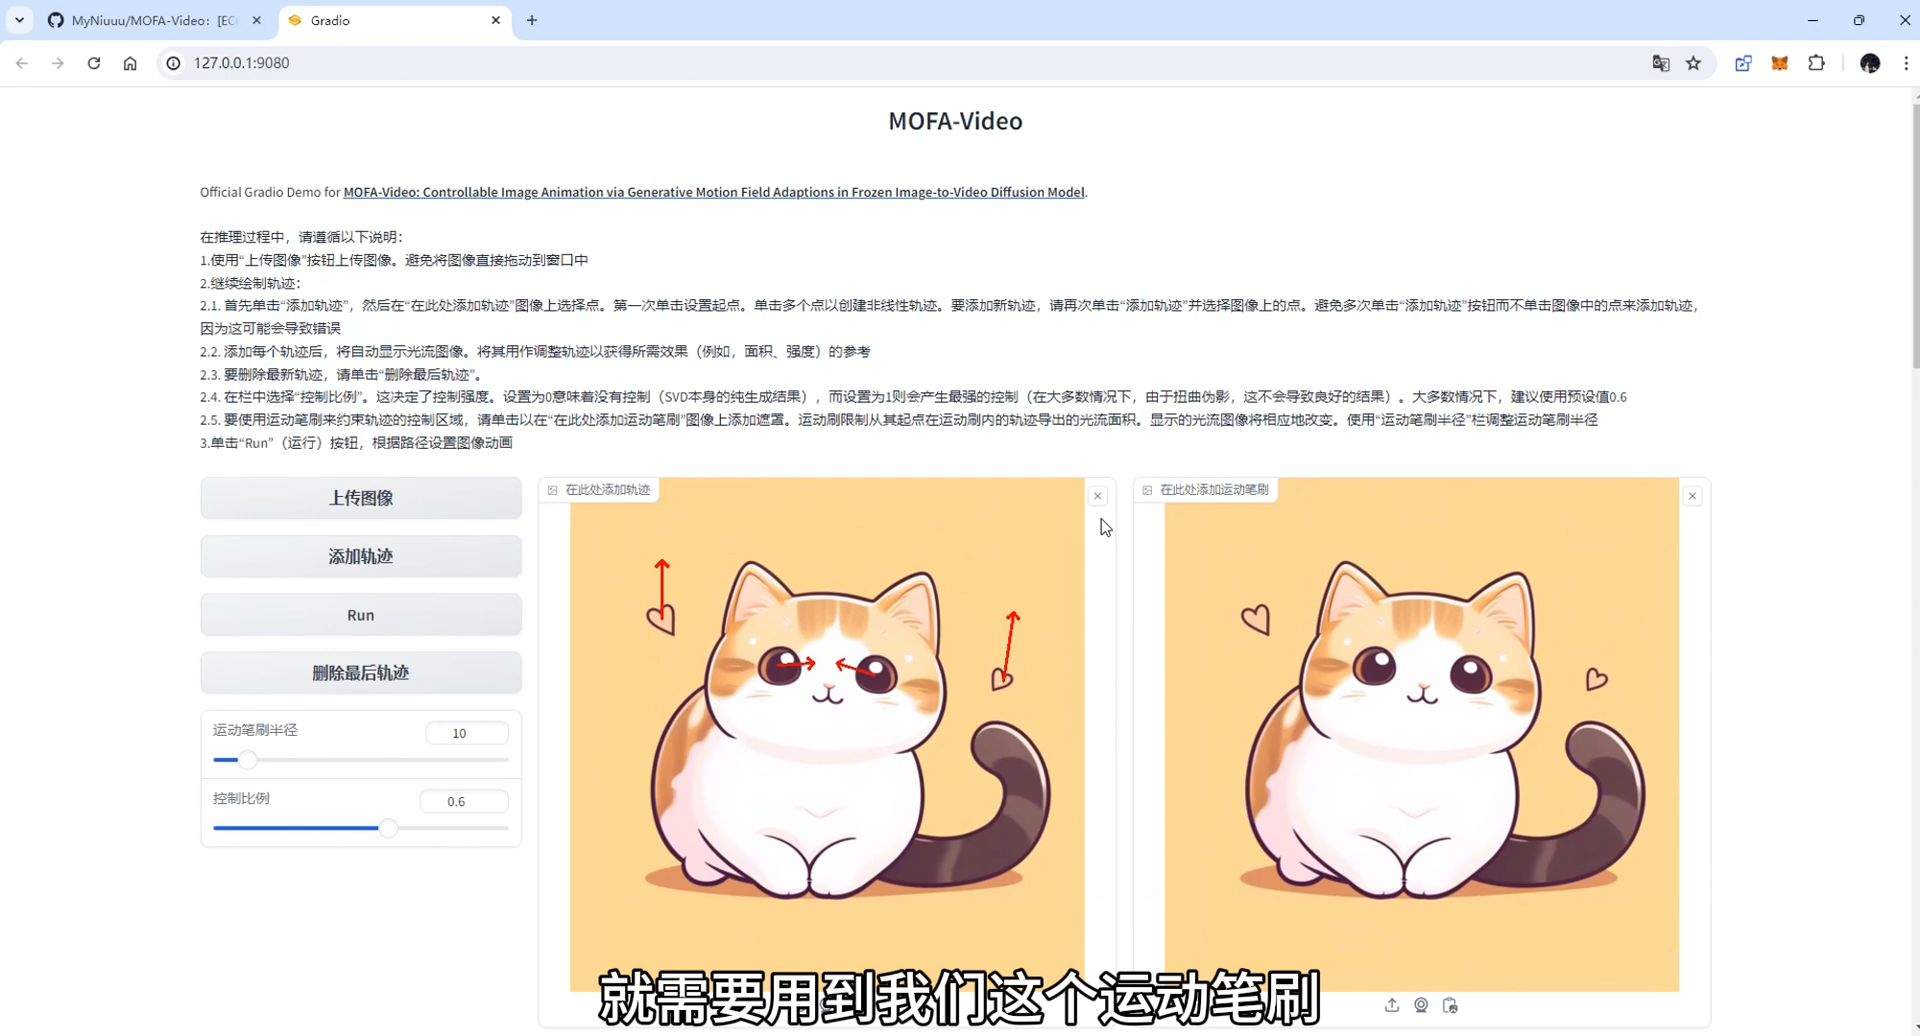 MyNiuuu/MOFA-Video: [EC
Gradio
127.0.0.1:9080
MOFA-Video
Official Gradio Demo for MOFA-Video: Controllable Image Animation via Generative Motion Field Adaptions in Frozen Image-to-Video Diffusion Model.
在推理过程中，请遵循以下说明：
1.使用“上传图像”按钮上传图像。避免将图像直接拖动到窗口中
2.继续绘制轨迹：
2.1. 首先单击“添加轨迹”，然后在“在此处添加轨迹”图像上选择点。第一次单击设置起点。单击多个点以创建非线性轨迹。要添加新轨迹，请再次单击“添加轨迹”并选择图像上的点。避免多次单击“添加轨迹”按钮而不单击图像中的点来添加轨迹，
因为这可能会导致错误
2.2. 添加每个轨迹后，将自动显示光流图像。将其用作调整轨迹以获得所需效果（例如，面积、强度）的参考
2.3. 要删除最新轨迹，请单击“删除最后轨迹”。
2.4. 在栏中选择“控制比例”。这决定了控制强度。设置为0意味着没有控制（SVD本身的纯生成结果），而设置为1则会产生最强的控制（在大多数情况下，由于扭曲伪影，这不会导致良好的结果）。大多数情况下，建议使用预设值0.6
2.5. 要使用运动笔刷来约束轨迹的控制区域，请单击以在“在此处添加运动笔刷”图像上添加遮罩。运动刷限制从其起点在运动刷内的轨迹导出的光流面积。显示的光流图像将相应地改变。使用“运动笔刷半径”栏调整运动笔刷半径
3.单击“Run”（运行）按钮，根据路径设置图像动画
上传图像
添加轨迹
Run
删除最后轨迹
运动笔刷半径
10
控制比例
0.6
在此处添加轨迹
在此处添加运动笔刷
就需要用到我们这个运动笔刷